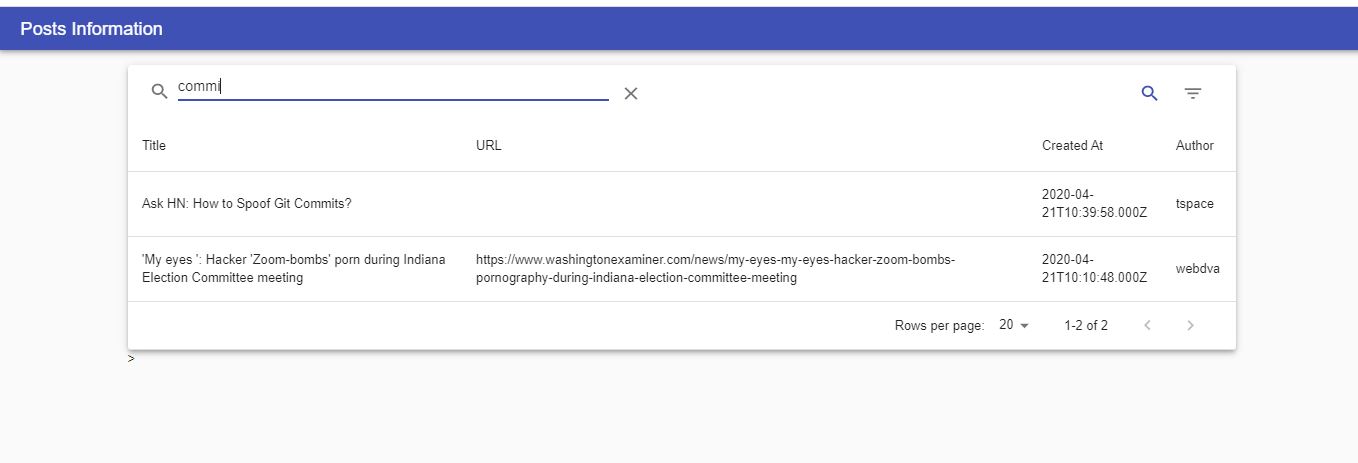 Posts Information
commi
Title URL Created At Author
Ask HN: How to Spoof Git Commits?
2020-04-
21T10:39:58.000Z
tspace
'My eyes ': Hacker 'Zoom-bombs' porn during Indiana
Election Committee meeting
https://www.washingtonexaminer.com/news/my-eyes-my-eyes-hacker-zoom-bombs-
pornography-during-indiana-election-committee-meeting
2020-04-
21T10:10:48.000Z
webdva
Rows per page: 20 1-2 of 2
>